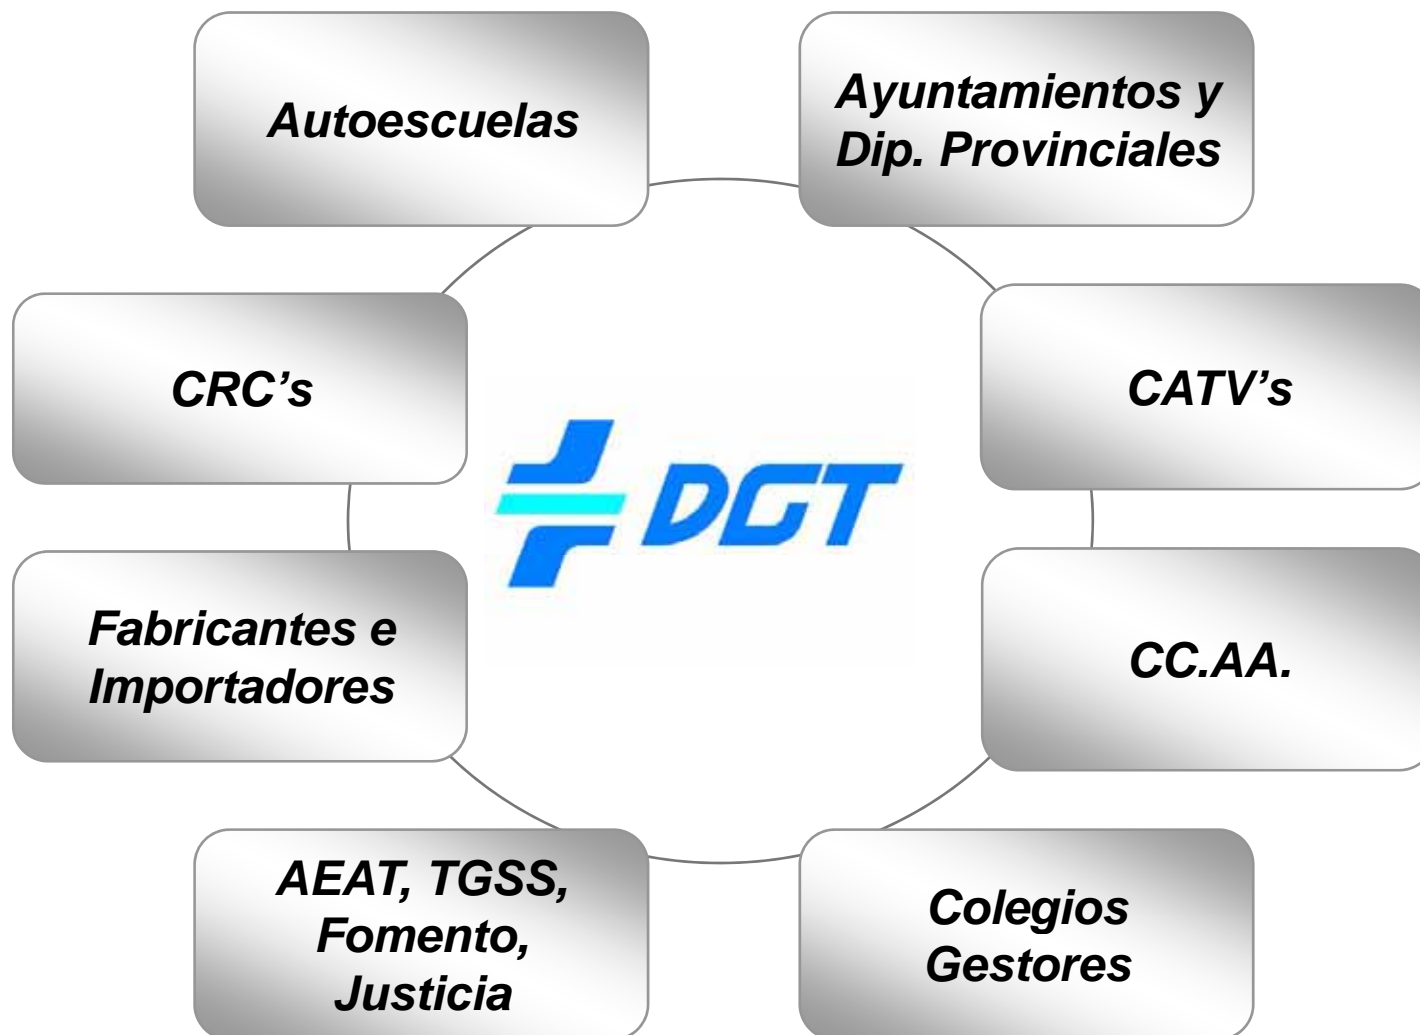 Autoescuelas
Ayuntamientos y
Dip. Provinciales
CRC’s
CATV’s
DGT
Fabricantes e
Importadores
CC.AA.
AEAT, TGSS,
Fomento,
Justicia
Colegios
Gestores